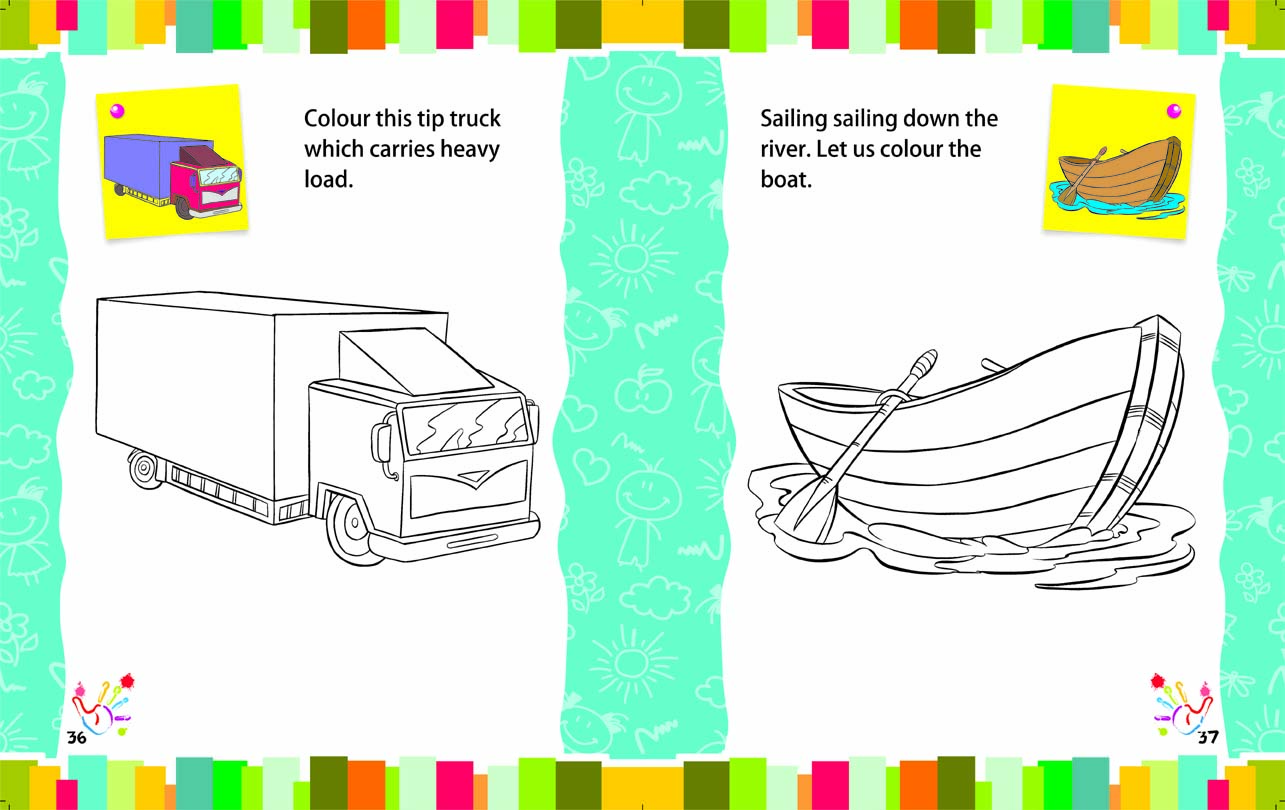 Colour this tip truck
which carries heavy
load.
36
Sailing sailing down the
river. Let us colour the
boat.
37